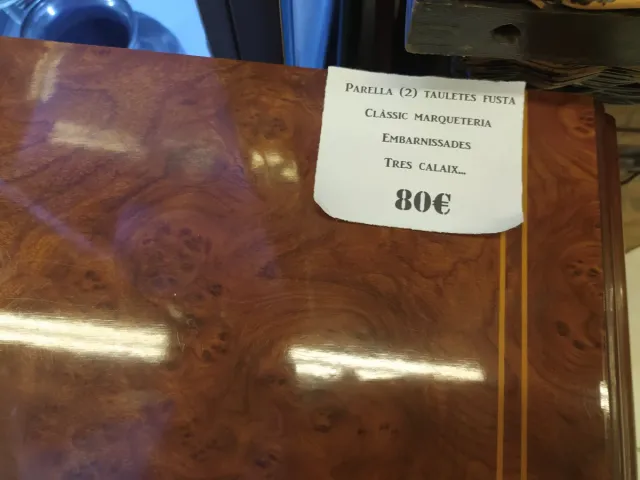 Parella (2) tauletes fusta
Clàssic marqueteria
Embarnissades
Tres calaix...
80€